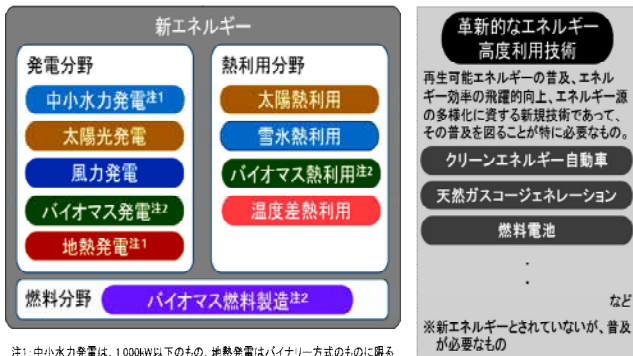 新エネルギー
発電分野
中小水力発電注1
太陽光発電
風力発電
バイオマス発電注2
地熱発電注1
熱利用分野
太陽熱利用
雪氷熱利用
バイオマス熱利用注2
温度差熱利用
燃料分野
バイオマス燃料製造注2
注1:中小水力発電は、1,000kW以下のもの、地熱発電はバイナリー方式のものに限る
革新的なエネルギー
高度利用技術
再生可能エネルギーの普及、エネル
ギー効率の飛躍的向上、エネルギー源
の多様化に資する新規技術であって、
その普及を図ることが特に必要なもの。
クリーンエネルギー自動車
天然ガスコージェネレーション
燃料電池
・
・
など
※新エネルギーとされていないが、普及
が必要なもの